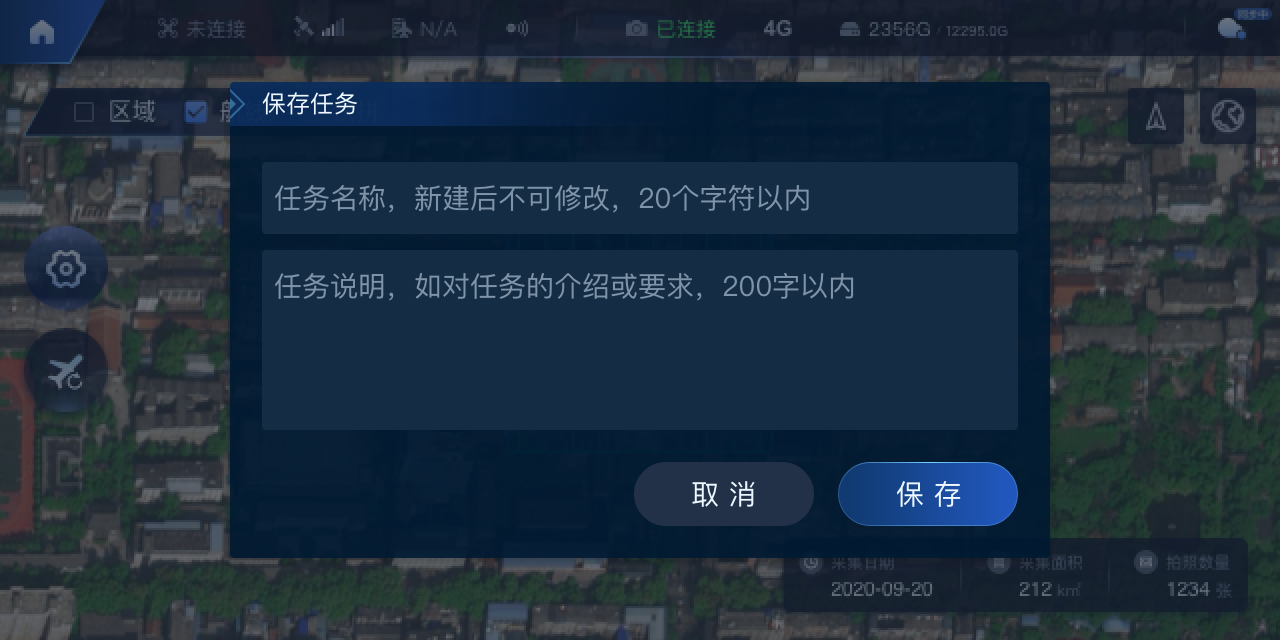 未连接
N/A
已连接
4G
2356G / 12295.0G
同步中
区域
保存任务
任务名称，新建后不可修改，20个字符以内
任务说明，如对任务的介绍或要求，200字以内
取消
保存
采集日期
2020-09-20
采集面积
212 km²
拍照数量
1234 张